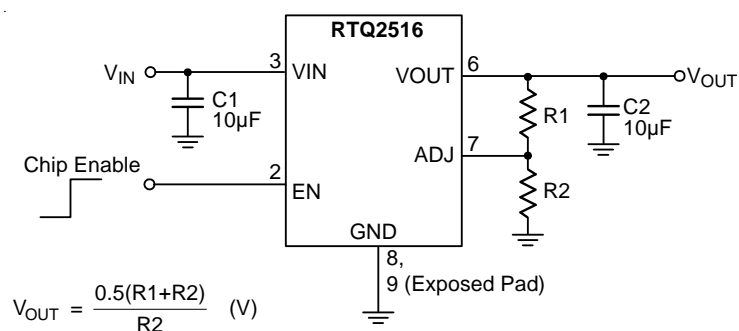 RTQ2516
VIN
3
VIN
C1
10µF
VOUT
6
VOUT
R1
C2
10µF
ADJ
7
R2
Chip Enable
2
EN
GND
8,
9 (Exposed Pad)
VOUT = 0.5(R1+R2) / R2 (V)